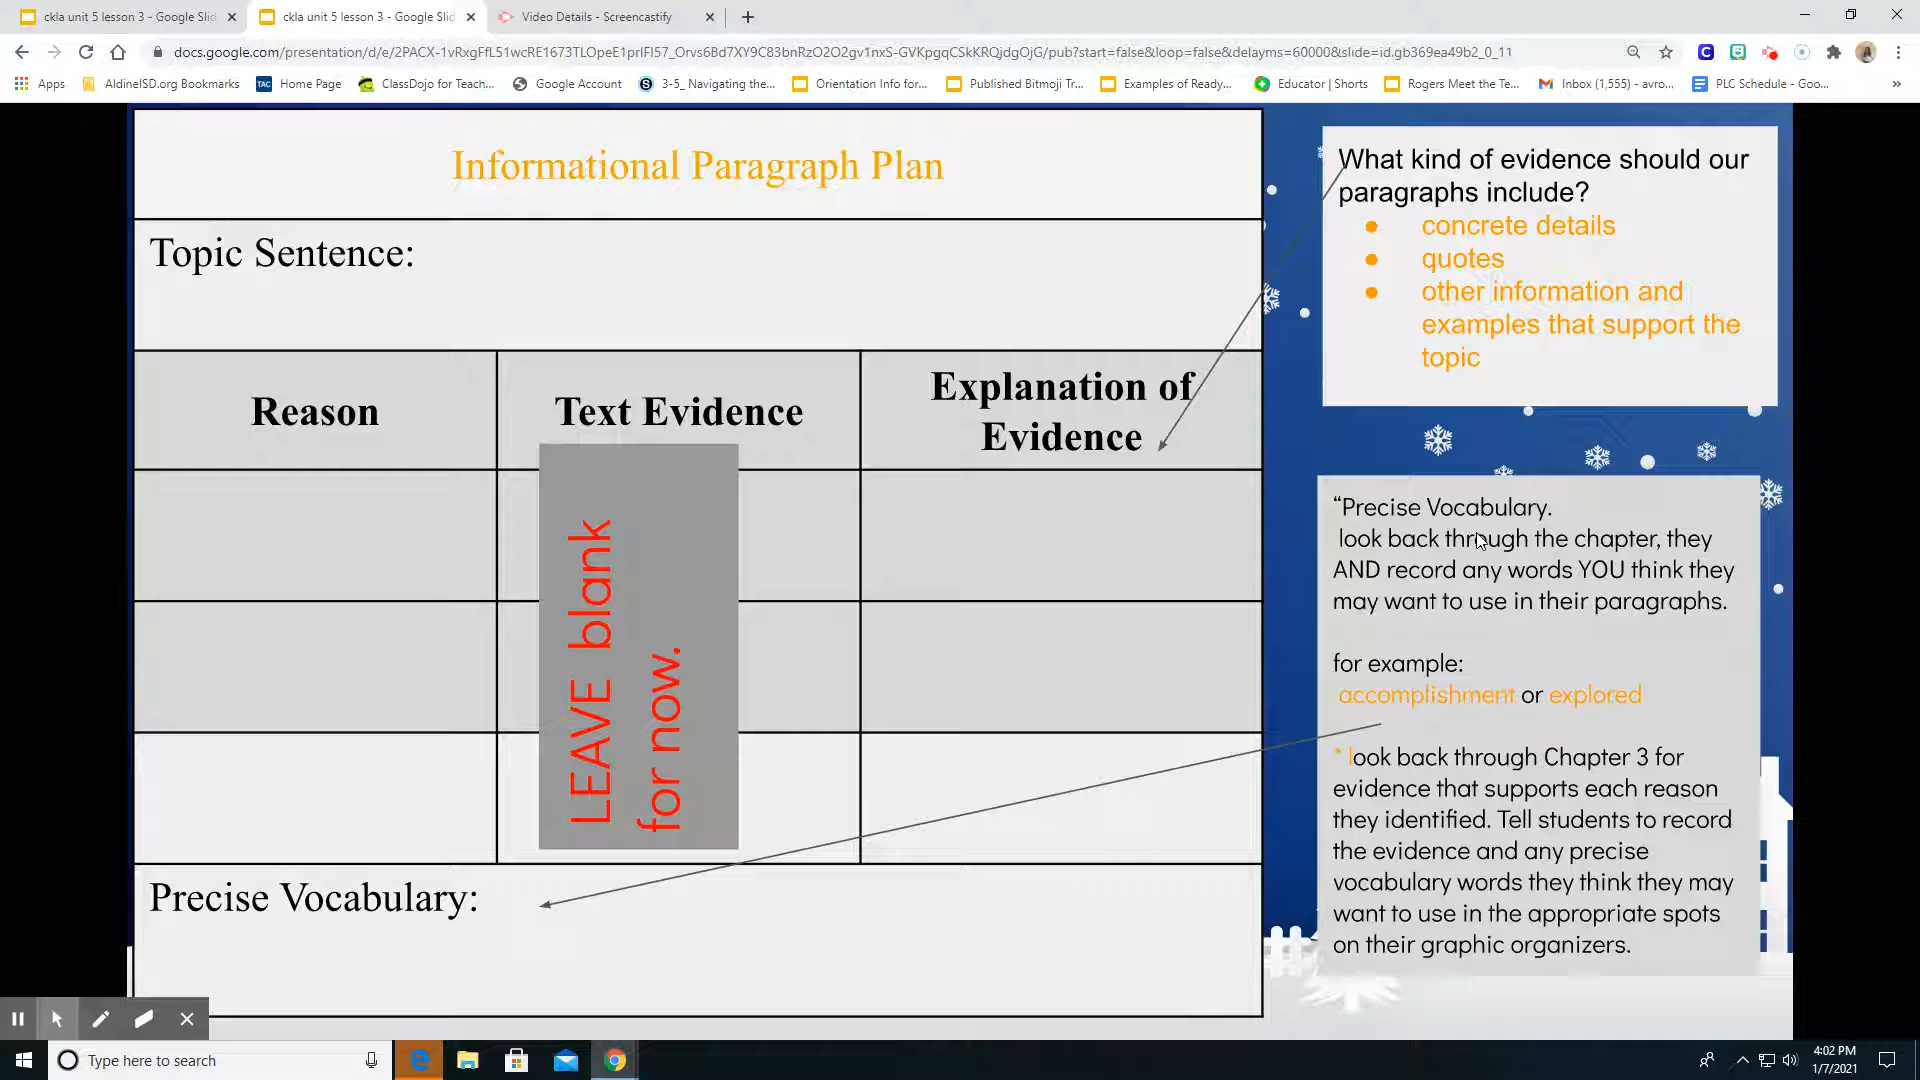 ckla unit 5 lesson 3 - Google Slid
ckla unit 5 lesson 3 - Google Slid
Video Details - Screencastify
docs.google.com/presentation/d/e/2PACX-1vRxgFfL51wcRE1673TLOpeE1prIFI57_Orvs6Bd7XY9C83bnRzO2O2gv1nxS-GVKpgqCSkKRQjdgOjG/pub?start=false&loop=false&delayms=60000&slide=id.gb369ea49b2_0_11
Apps
AldineISD.org Bookmarks
TAC Home Page
ClassDojo for Teach...
Google Account
3-5_ Navigating the...
Orientation Info for...
Published Bitmoji Tr...
Examples of Ready...
Educator | Shorts
Rogers Meet the Te...
Inbox (1,555) - avro...
PLC Schedule - Goo...
»
Informational Paragraph Plan
Topic Sentence:
Reason
Text Evidence
Explanation of
Evidence
LEAVE blank
for now.
Precise Vocabulary:
What kind of evidence should our
paragraphs include?
● concrete details
● quotes
● other information and
examples that support the
topic
“Precise Vocabulary.
look back through the chapter, they
AND record any words YOU think they
may want to use in their paragraphs.
for example:
accomplishment or explored
* look back through Chapter 3 for
evidence that supports each reason
they identified. Tell students to record
the evidence and any precise
vocabulary words they think they may
want to use in the appropriate spots
on their graphic organizers.
Type here to search
4:02 PM
1/7/2021